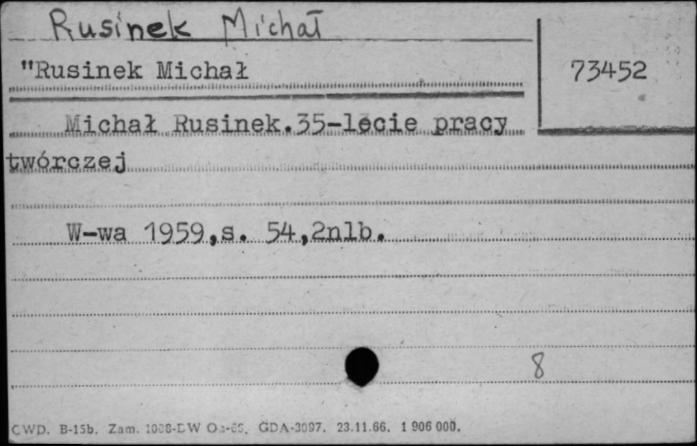 Rusinek Michał
"Rusinek Michał
73452
Michał Rusinek.35-lecie pracy
twórczej
W-wa 1959,s. 54,2nlb.
8
CWD. B-15b. Zam. GDA-3097. 23.11.66. 1 906 000.